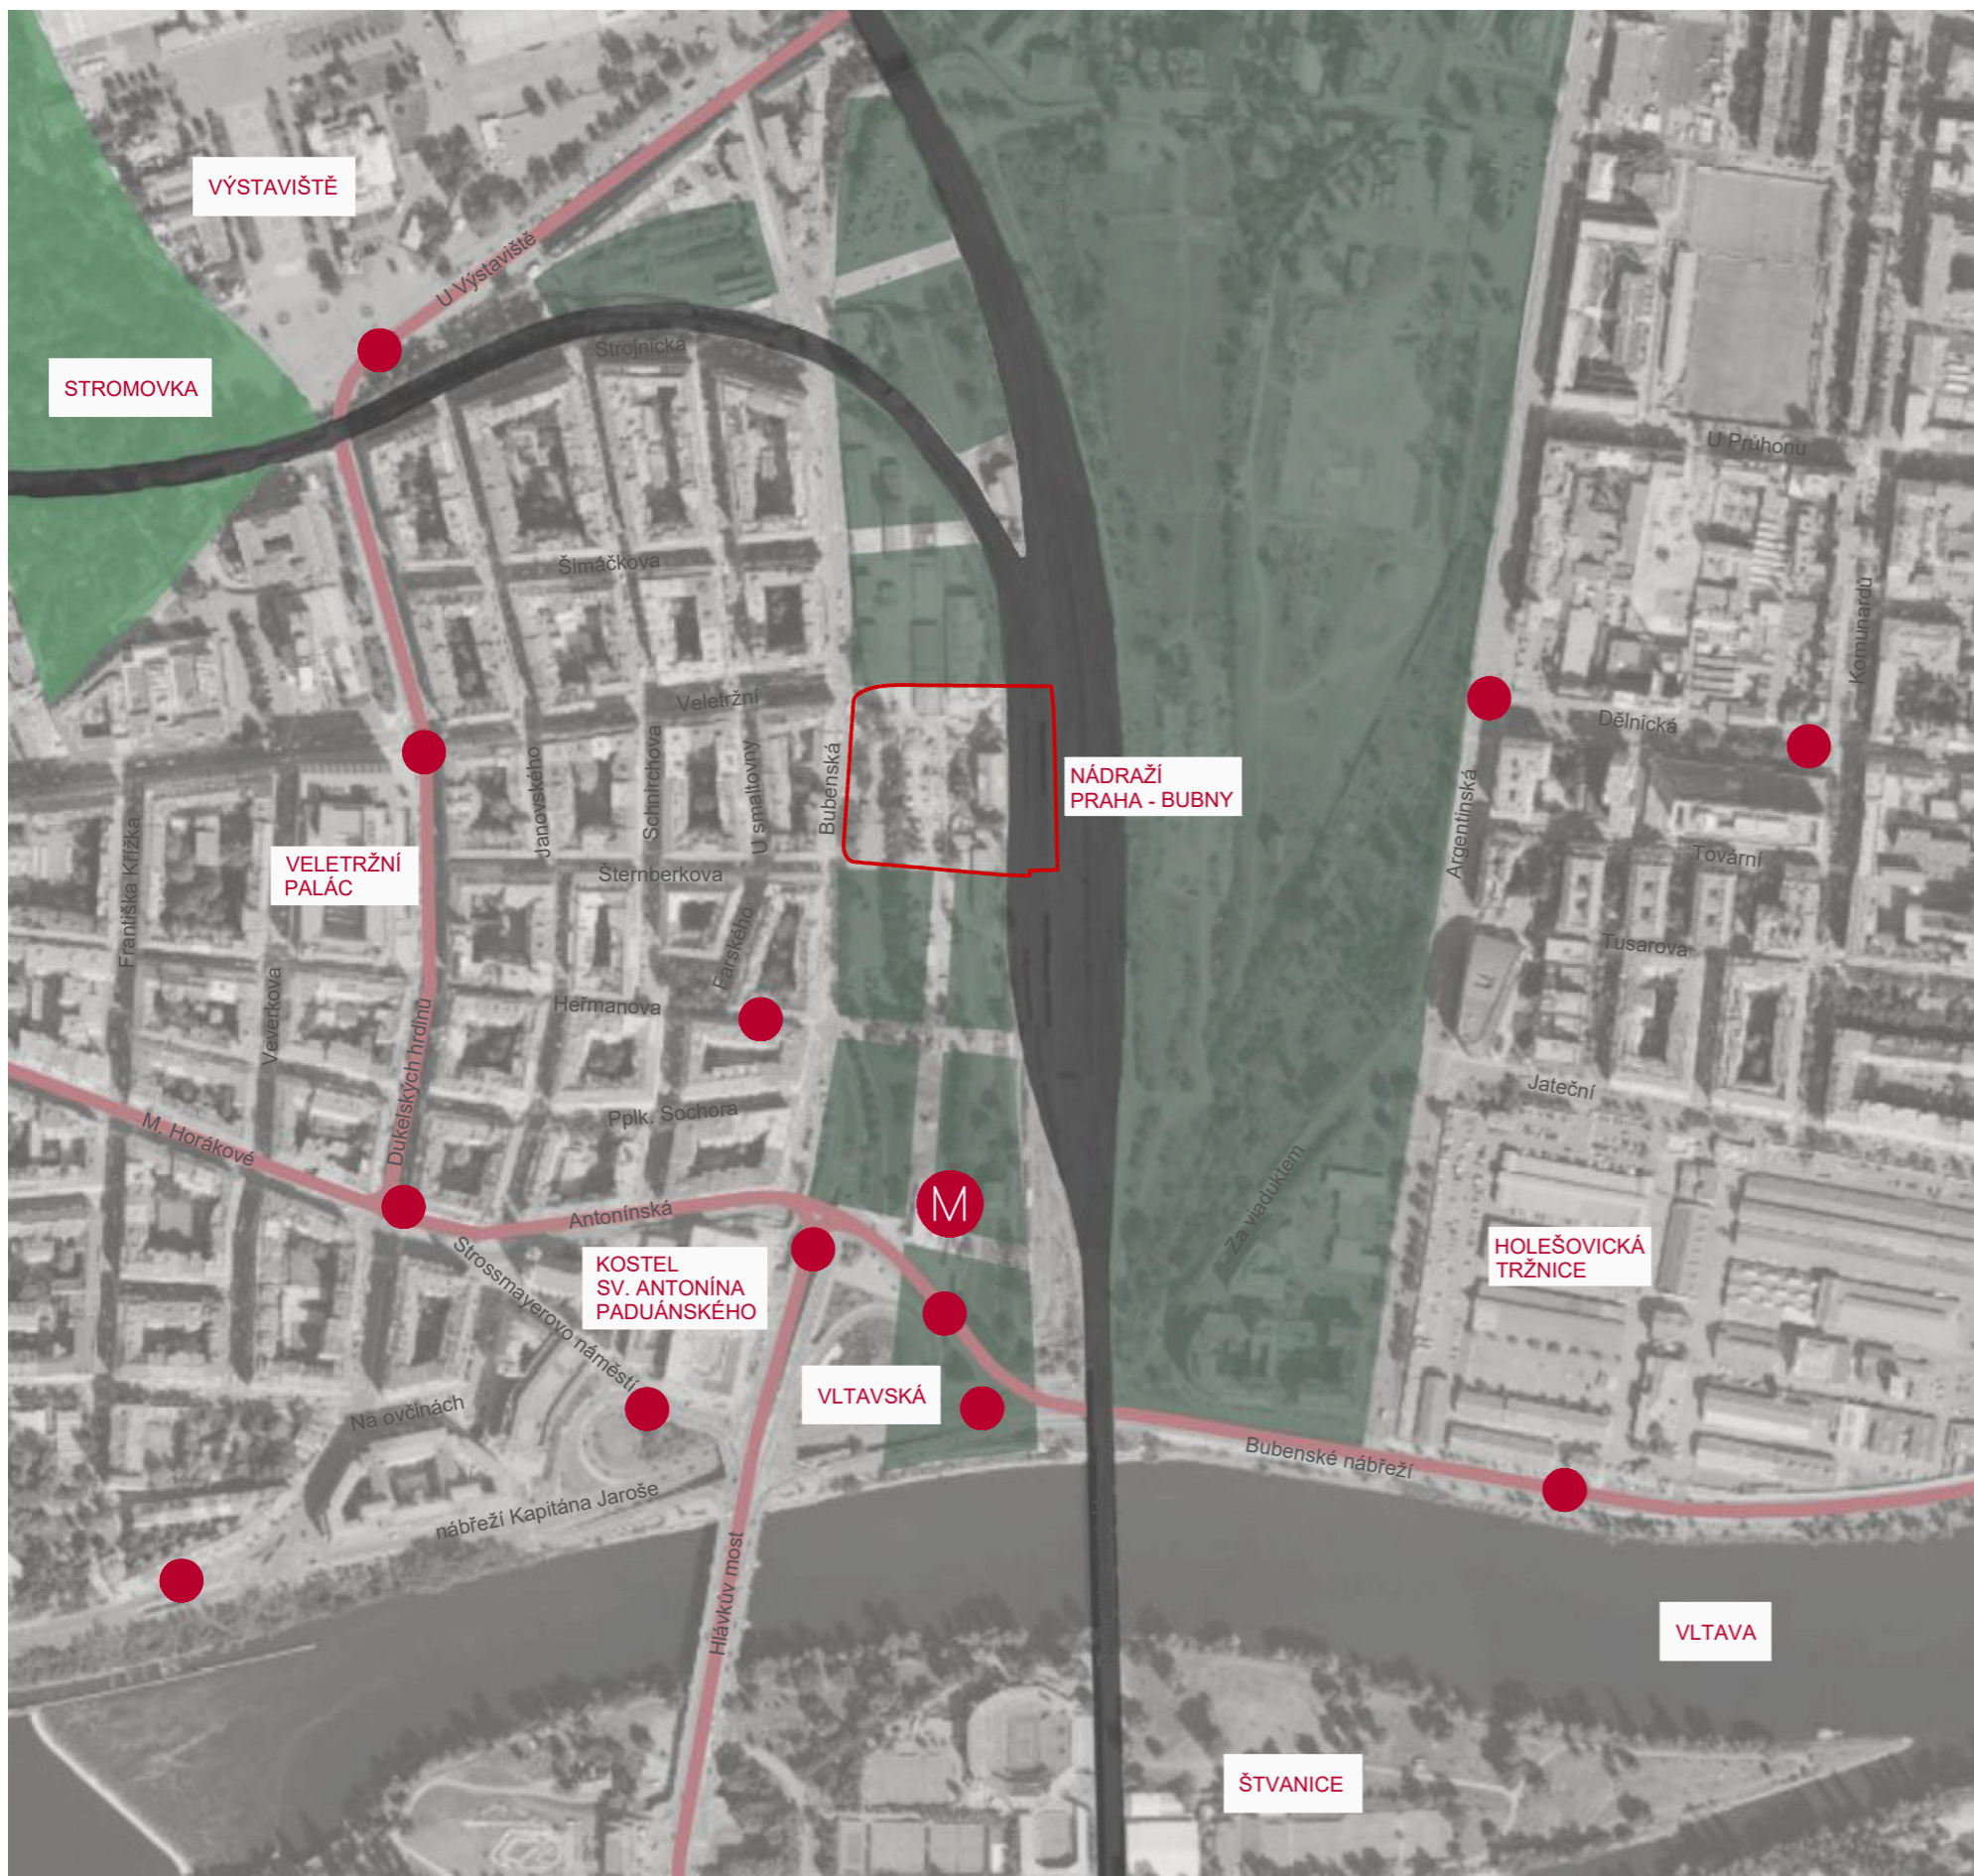 VÝSTAVIŠTĚ
U Výstaviště
STROMOVKA
Strojnická
U Průhonu
Šimáčkova
Komunardů
Veletržní
Dělnická
NÁDRAŽÍ
PRAHA - BUBNY
Janovského
Schnirchova
U smaltovny
Bubenská
Argentinská
Františka Křížka
VELETRŽNÍ
PALÁC
Šternberkova
Tovární
Farského
Tusarova
Veverkova
Heřmanova
Dukelských hrdinů
Jateční
Pplk. Sochora
M. Horákové
M
Antonínská
Za viaduktem
Strossmayerovo náměstí
KOSTEL
SV. ANTONÍNA
PADUÁNSKÉHO
HOLEŠOVICKÁ
TRŽNICE
VLTAVSKÁ
Na ovčínách
Bubenské nábřeží
nábřeží Kapitána Jaroše
Hlávkův most
VLTAVA
ŠTVANICE